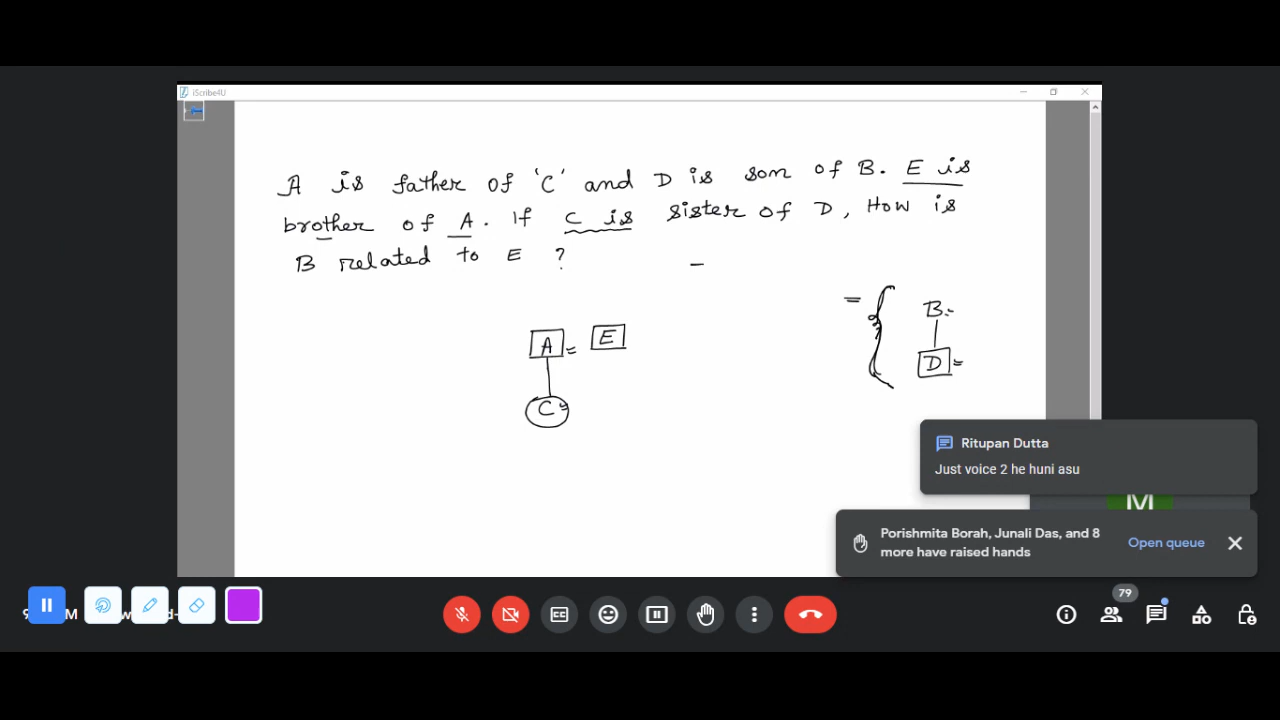 iScribe4U
A is father of 'C' and D is son of B. E is
brother of A. If C is sister of D, How is
B related to E ?
A = E
= { B =
D =
C =
Ritupan Dutta
Just voice 2 he huni asu
M
Porishmita Borah, Junali Das, and 8
more have raised hands
Open queue
79